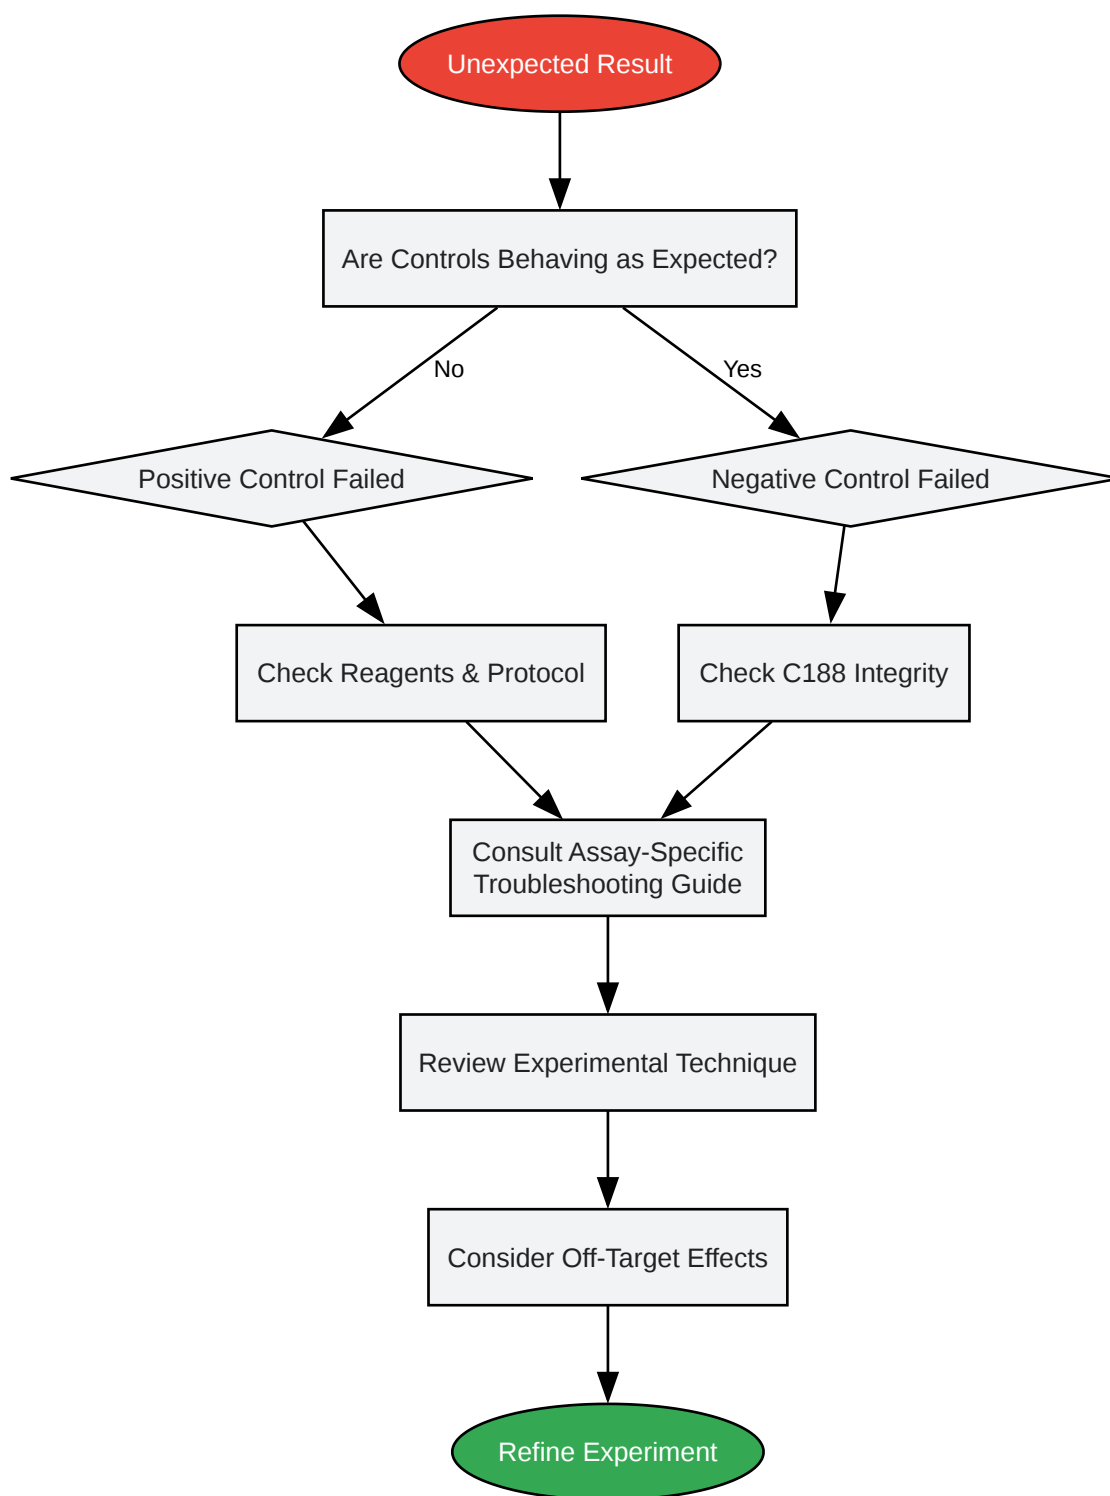 Unexpected Result
Are Controls Behaving as Expected?
No
Yes
Positive Control Failed
Negative Control Failed
Check Reagents & Protocol
Check C188 Integrity
Consult Assay-Specific
Troubleshooting Guide
Review Experimental Technique
Consider Off-Target Effects
Refine Experiment